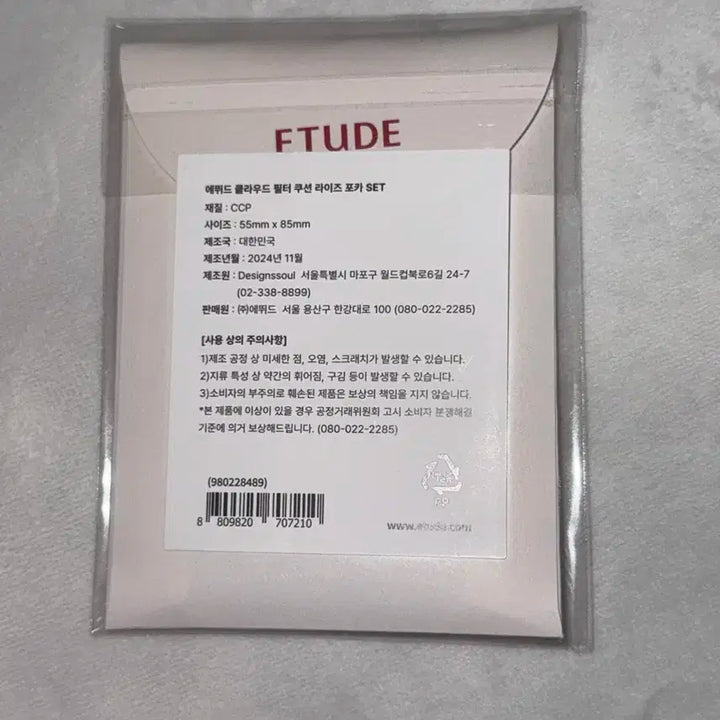 ETUDE
에뛰드 클라우드 필터 쿠션 라이즈 포카 SET
재질 : CCP
사이즈 : 55mm x 85mm
제조국 : 대한민국
제조년월 : 2024년 11월
제조원 : Designssoul 서울특별시 마포구 월드컵북로6길 24-7
(02-338-8899)
판매원 : ㈜에뛰드 서울 용산구 한강대로 100 (080-022-2285)
[사용 상의 주의사항]
1)제조 공정 상 미세한 점, 오염, 스크래치가 발생할 수 있습니다.
2)지류 특성 상 약간의 휘어짐, 구김 등이 발생할 수 있습니다.
3)소비자의 부주의로 훼손된 제품은 보상의 책임을 지지 않습니다.
*본 제품에 이상이 있을 경우 공정거래위원회 고시 소비자 분쟁해결
기준에 의거 보상해드립니다. (080-022-2285)
(980228489)
8 809820 707210
PP
www.etude.com